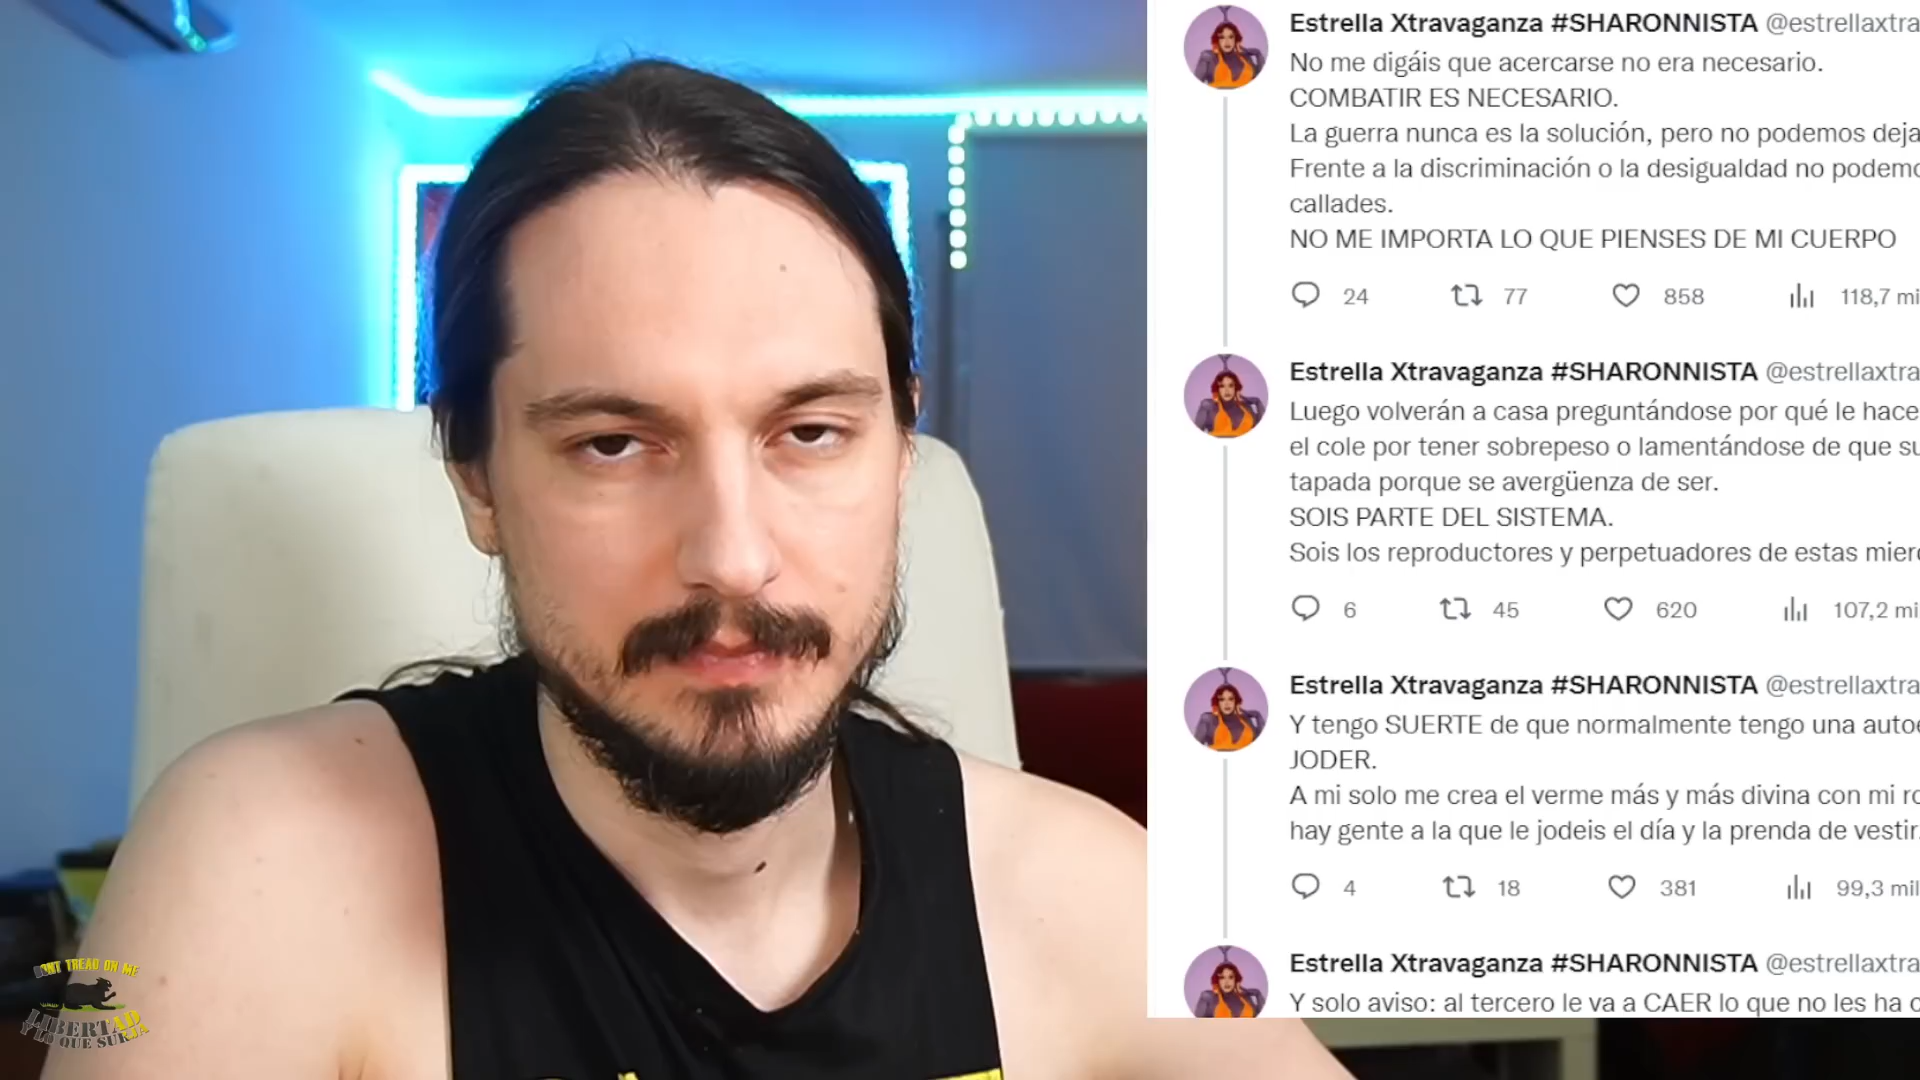 Estrella Xtravaganza #SHARONNISTA @estrellaxtra
No me digáis que acercarse no era necesario.
COMBATIR ES NECESARIO.
La guerra nunca es la solución, pero no podemos deja
Frente a la discriminación o la desigualdad no podemo
callades.
NO ME IMPORTA LO QUE PIENSES DE MI CUERPO
24 77 858 118,7 mi
Estrella Xtravaganza #SHARONNISTA @estrellaxtra
Luego volverán a casa preguntándose por qué le hace
el cole por tener sobrepeso o lamentándose de que su
tapada porque se avergüenza de ser.
SOIS PARTE DEL SISTEMA.
Sois los reproductores y perpetuadores de estas mierd
6 45 620 107,2 mi
Estrella Xtravaganza #SHARONNISTA @estrellaxtra
Y tengo SUERTE de que normalmente tengo una autoe
JODER.
A mi solo me crea el verme más y más divina con mi ro
hay gente a la que le jodeis el día y la prenda de vestir.
4 18 381 99,3 mil
Estrella Xtravaganza #SHARONNISTA @estrellaxtra
Y solo aviso: al tercero le va a CAER lo que no les ha c
DONT TREAD ON ME
LIBERTAD
Y LO QUE SURJA